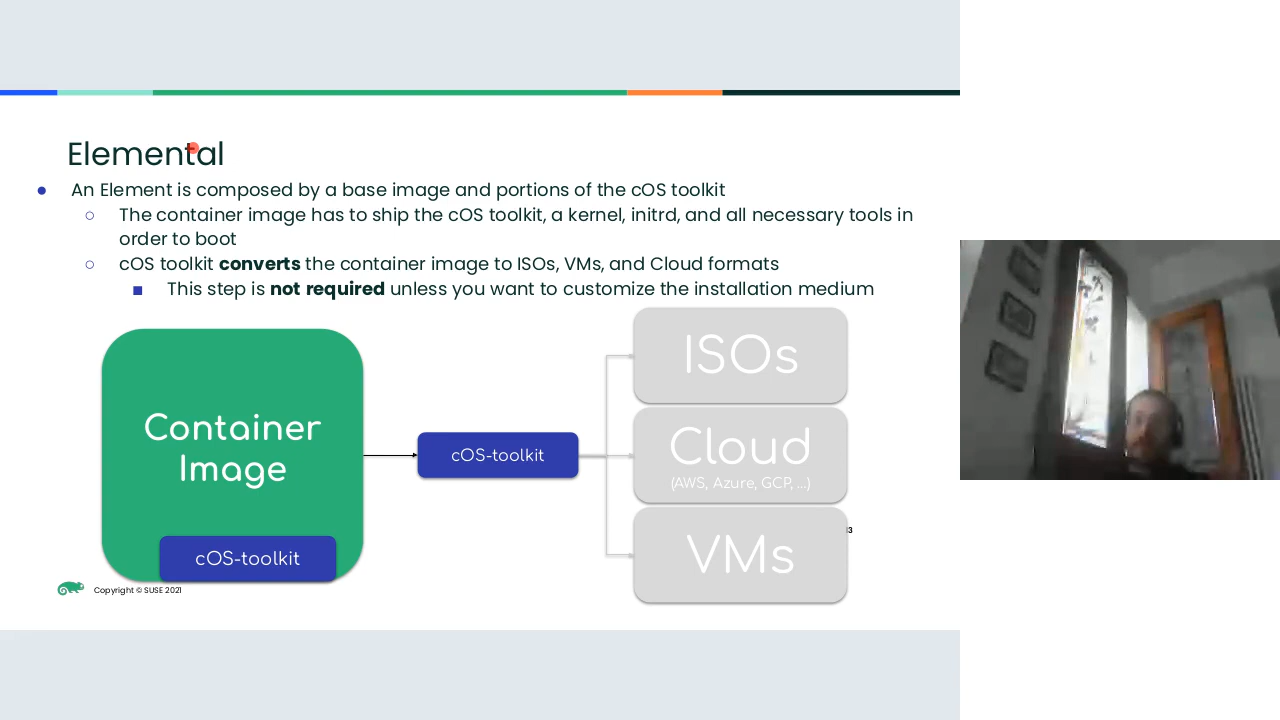 Elemental
● An Element is composed by a base image and portions of the cOS toolkit
○ The container image has to ship the cOS toolkit, a kernel, initrd, and all necessary tools in
order to boot
○ cOS toolkit converts the container image to ISOs, VMs, and Cloud formats
■ This step is not required unless you want to customize the installation medium
Container
Image
cOS-toolkit
cOS-toolkit
ISOs
Cloud
(AWS, Azure, GCP, ...)
VMs
Copyright © SUSE 2021